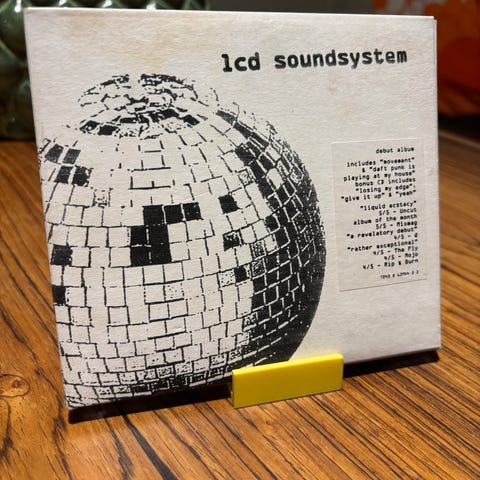 lcd soundsystem
debut album
includes "movement"
& "daft punk is
playing at my house"
bonus CD includes
"losing my edge"
"give it up" & "yeah"
"liquid ecstacy"
5/5 - Uncut
album of the month
5/5 - Mixmag
"a revelatory debut"
4/5 - Q
"rather exceptional"
4/5 - The Fly
4/5 - Mojo
4/5 - Rip & Burn